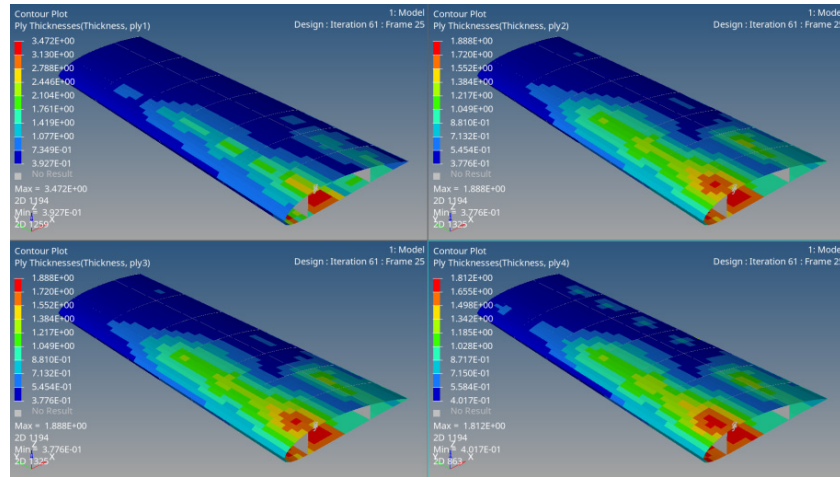 Contour Plot
Ply Thicknesses(Thickness, ply1)
1: Model
Design : Iteration 61 : Frame 25
3.472E+00
3.130E+00
2.788E+00
2.446E+00
2.104E+00
1.761E+00
1.419E+00
1.077E+00
7.349E-01
3.927E-01
No Result
Max = 3.472E+00
2D 1194
Min = 3.927E-01
2D 1259
X
Contour Plot
Ply Thicknesses(Thickness, ply2)
1: Model
Design : Iteration 61 : Frame 25
1.888E+00
1.720E+00
1.552E+00
1.384E+00
1.217E+00
1.049E+00
8.810E-01
7.132E-01
5.454E-01
3.776E-01
No Result
Max = 1.888E+00
2D 1194
Min = 3.776E-01
2D 1325
X
Contour Plot
Ply Thicknesses(Thickness, ply3)
1: Model
Design : Iteration 61 : Frame 25
1.888E+00
1.720E+00
1.552E+00
1.384E+00
1.217E+00
1.049E+00
8.810E-01
7.132E-01
5.454E-01
3.776E-01
No Result
Max = 1.888E+00
2D 1194
Min = 3.776E-01
2D 1325
X
Contour Plot
Ply Thicknesses(Thickness, ply4)
1: Model
Design : Iteration 61 : Frame 25
1.812E+00
1.655E+00
1.498E+00
1.342E+00
1.185E+00
1.028E+00
8.717E-01
7.150E-01
5.584E-01
4.017E-01
No Result
Max = 1.812E+00
2D 1194
Min = 4.017E-01
2D 863
X